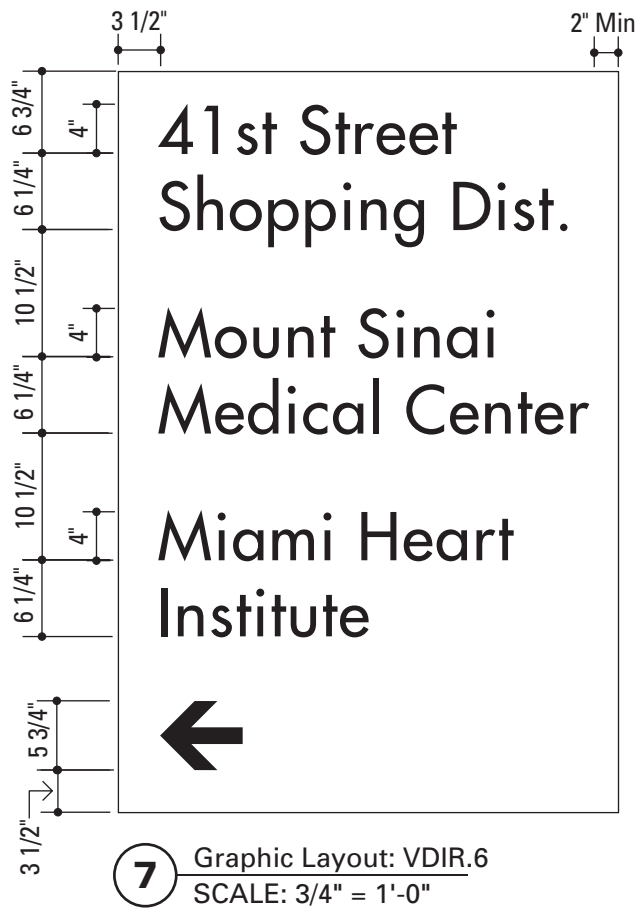 3 1/2"
2" Min
6 3/4"
4"
41st Street
6 1/4"
Shopping Dist.
10 1/2"
4"
Mount Sinai
6 1/4"
Medical Center
10 1/2"
4"
Miami Heart
6 1/4"
Institute
5 3/4"
3 1/2"
7
Graphic Layout: VDIR.6
SCALE: 3/4" = 1'-0"